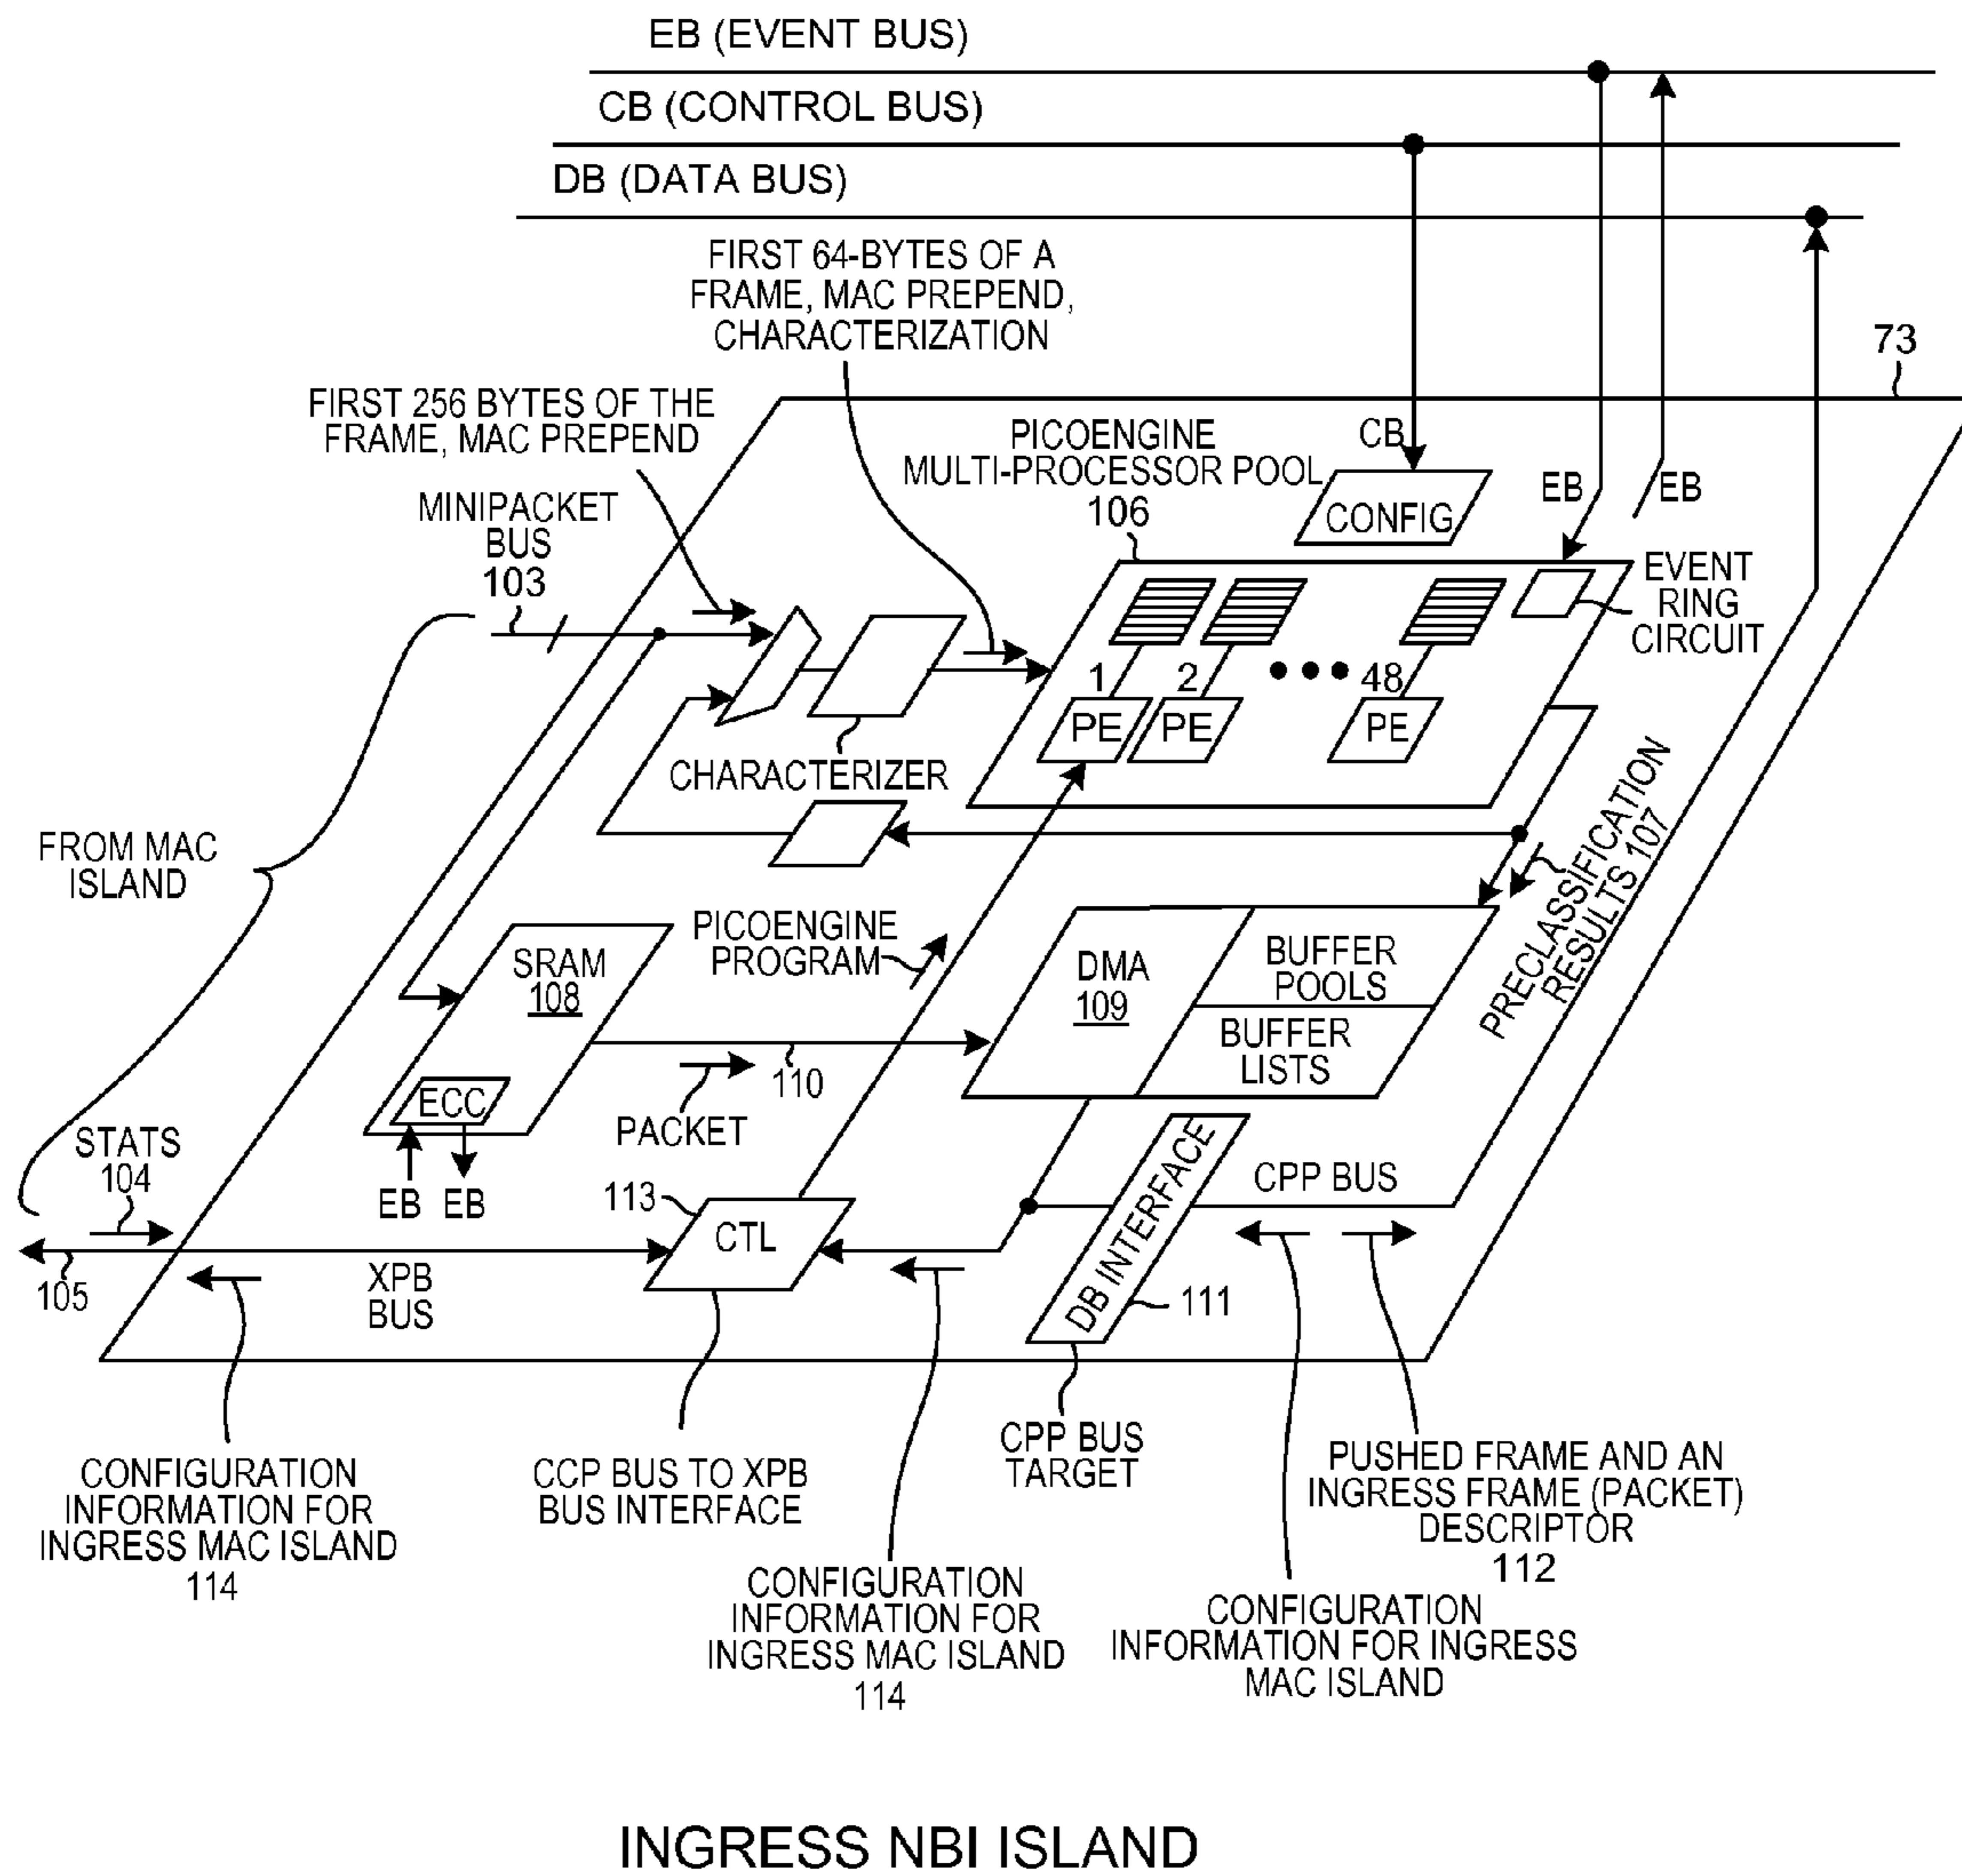 EB (EVENT BUS)
CB (CONTROL BUS)
DB (DATA BUS)
FIRST 64-BYTES OF A
FRAME, MAC PREPEND,
CHARACTERIZATION
73
FIRST 256 BYTES OF THE
FRAME, MAC PREPEND
MINIPACKET
BUS
103
PICOENGINE
MULTI-PROCESSOR POOL
106
CB
CONFIG
EB
EB
EVENT
RING
CIRCUIT
1
2
48
PE
PE
PE
CHARACTERIZER
FROM MAC
ISLAND
PRECLASSIFICATION
RESULTS 107
PICOENGINE
PROGRAM
SRAM
108
DMA
109
BUFFER
POOLS
BUFFER
LISTS
ECC
EB
EB
PACKET
110
STATS
104
105
XPB
BUS
113
CTL
DB INTERFACE
111
CPP BUS
CONFIGURATION
INFORMATION FOR
INGRESS MAC ISLAND
114
CCP BUS TO XPB
BUS INTERFACE
CONFIGURATION
INFORMATION FOR
INGRESS MAC ISLAND
114
CPP BUS
TARGET
CONFIGURATION
INFORMATION FOR INGRESS
MAC ISLAND
PUSHED FRAME AND AN
INGRESS FRAME (PACKET)
DESCRIPTOR
112
INGRESS NBI ISLAND